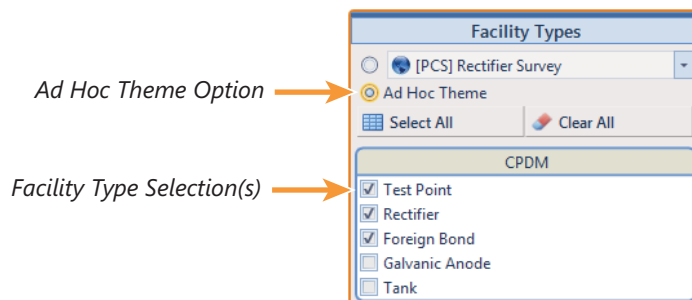 Facility Types
[PCS] Rectifier Survey
Ad Hoc Theme Option
Ad Hoc Theme
Select All Clear All
CPDM
Facility Type Selection(s)
Test Point
Rectifier
Foreign Bond
Galvanic Anode
Tank